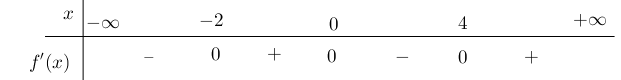 x −∞ −2 0 4 +∞
f′(x) − 0 + 0 − 0 +